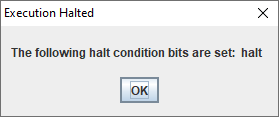 Execution Halted
The following halt condition bits are set:  halt
OK